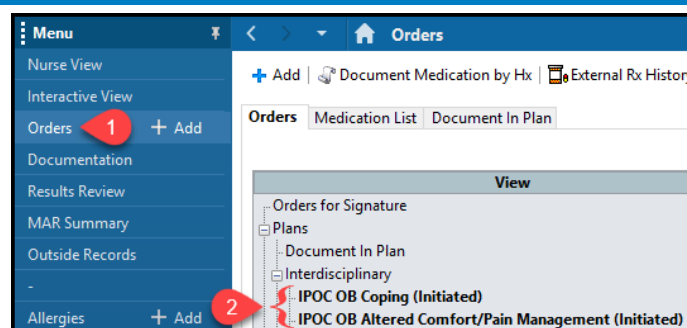 Menu
Orders
Nurse View
Interactive View
Orders 1 + Add
Documentation
Results Review
MAR Summary
Outside Records
-
Allergies + Add
+ Add | Document Medication by Hx | External Rx History
Orders Medication List Document In Plan
View
Orders for Signature
Plans
Document In Plan
Interdisciplinary
2
IPOC OB Coping (Initiated)
IPOC OB Altered Comfort/Pain Management (Initiated)